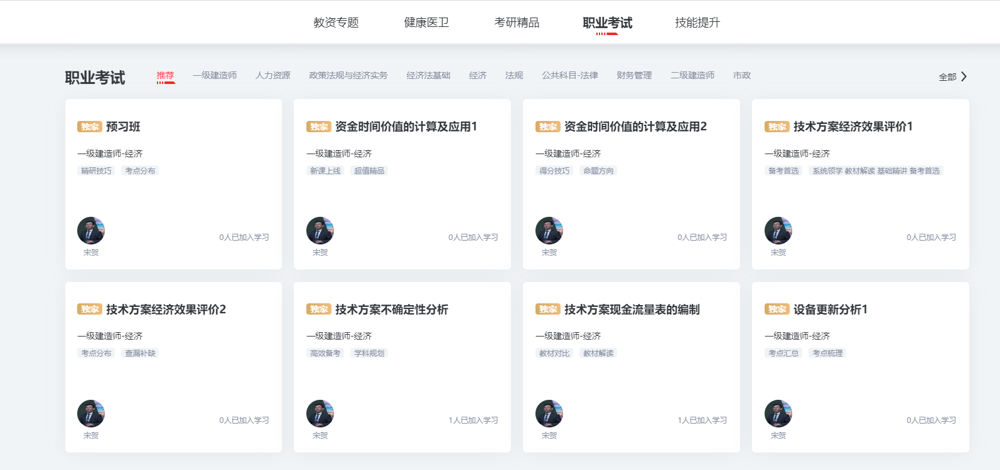 教资专题 健康医卫 考研精品 职业考试 技能提升
职业考试 推荐 一级建造师 人力资源 政策法规与经济实务 经济法基础 经济 法规 公共科目-法律 财务管理 二级建造师 市政 全部
独家 预习班
一级建造师-经济
精研技巧 考点分布
0人已加入学习
宋贺
独家 资金时间价值的计算及应用1
一级建造师-经济
新课上线 超值精品
0人已加入学习
宋贺
独家 资金时间价值的计算及应用2
一级建造师-经济
得分技巧 命题方向
0人已加入学习
宋贺
独家 技术方案经济效果评价1
一级建造师-经济
备考首选 系统领学 教材解读 基础精讲 备考首选
0人已加入学习
宋贺
独家 技术方案经济效果评价2
一级建造师-经济
考点分布 查漏补缺
0人已加入学习
宋贺
独家 技术方案不确定性分析
一级建造师-经济
高效备考 学科规划
1人已加入学习
宋贺
独家 技术方案现金流量表的编制
一级建造师-经济
教材对比 教材解读
1人已加入学习
宋贺
独家 设备更新分析1
一级建造师-经济
考点汇总 考点梳理
0人已加入学习
宋贺